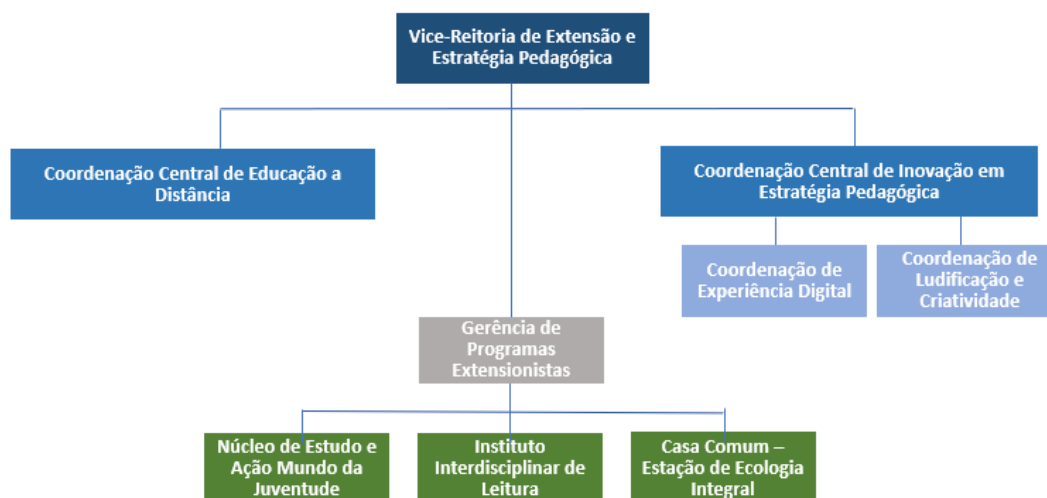 Vice-Reitoria de Extensão e
Estratégia Pedagógica
Coordenação Central de Educação a
Distância
Coordenação Central de Inovação em
Estratégia Pedagógica
Coordenação de
Experiência Digital
Coordenação de
Ludificação e
Criatividade
Gerência de
Programas
Extensionistas
Núcleo de Estudo e
Ação Mundo da
Juventude
Instituto
Interdisciplinar de
Leitura
Casa Comum –
Estação de Ecologia
Integral